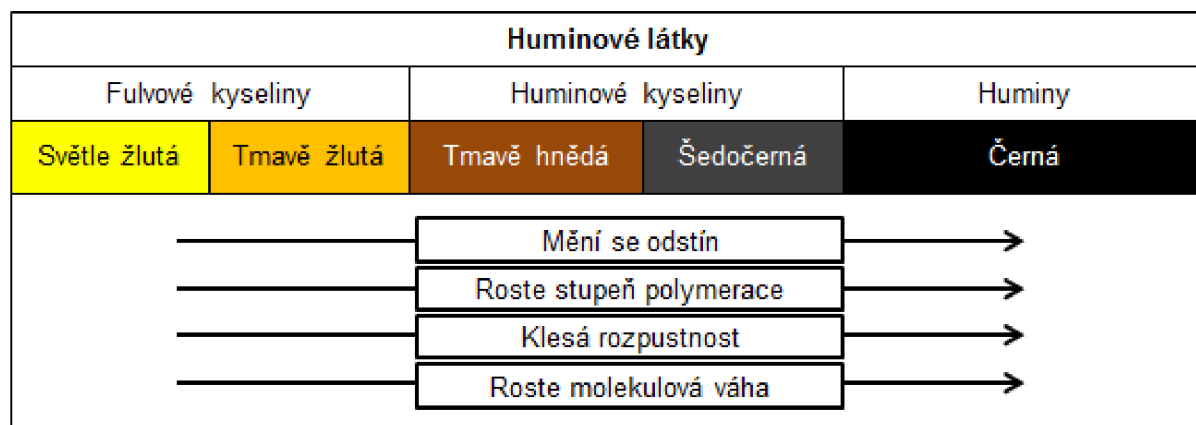 Huminové látky
Fulvové kyseliny Huminové kyseliny Huminy
Světle žlutá Tmavě žlutá Tmavě hnědá Šedočerná Černá
Mění se odstín
Roste stupeň polymerace
Klesá rozpustnost
Roste molekulová váha